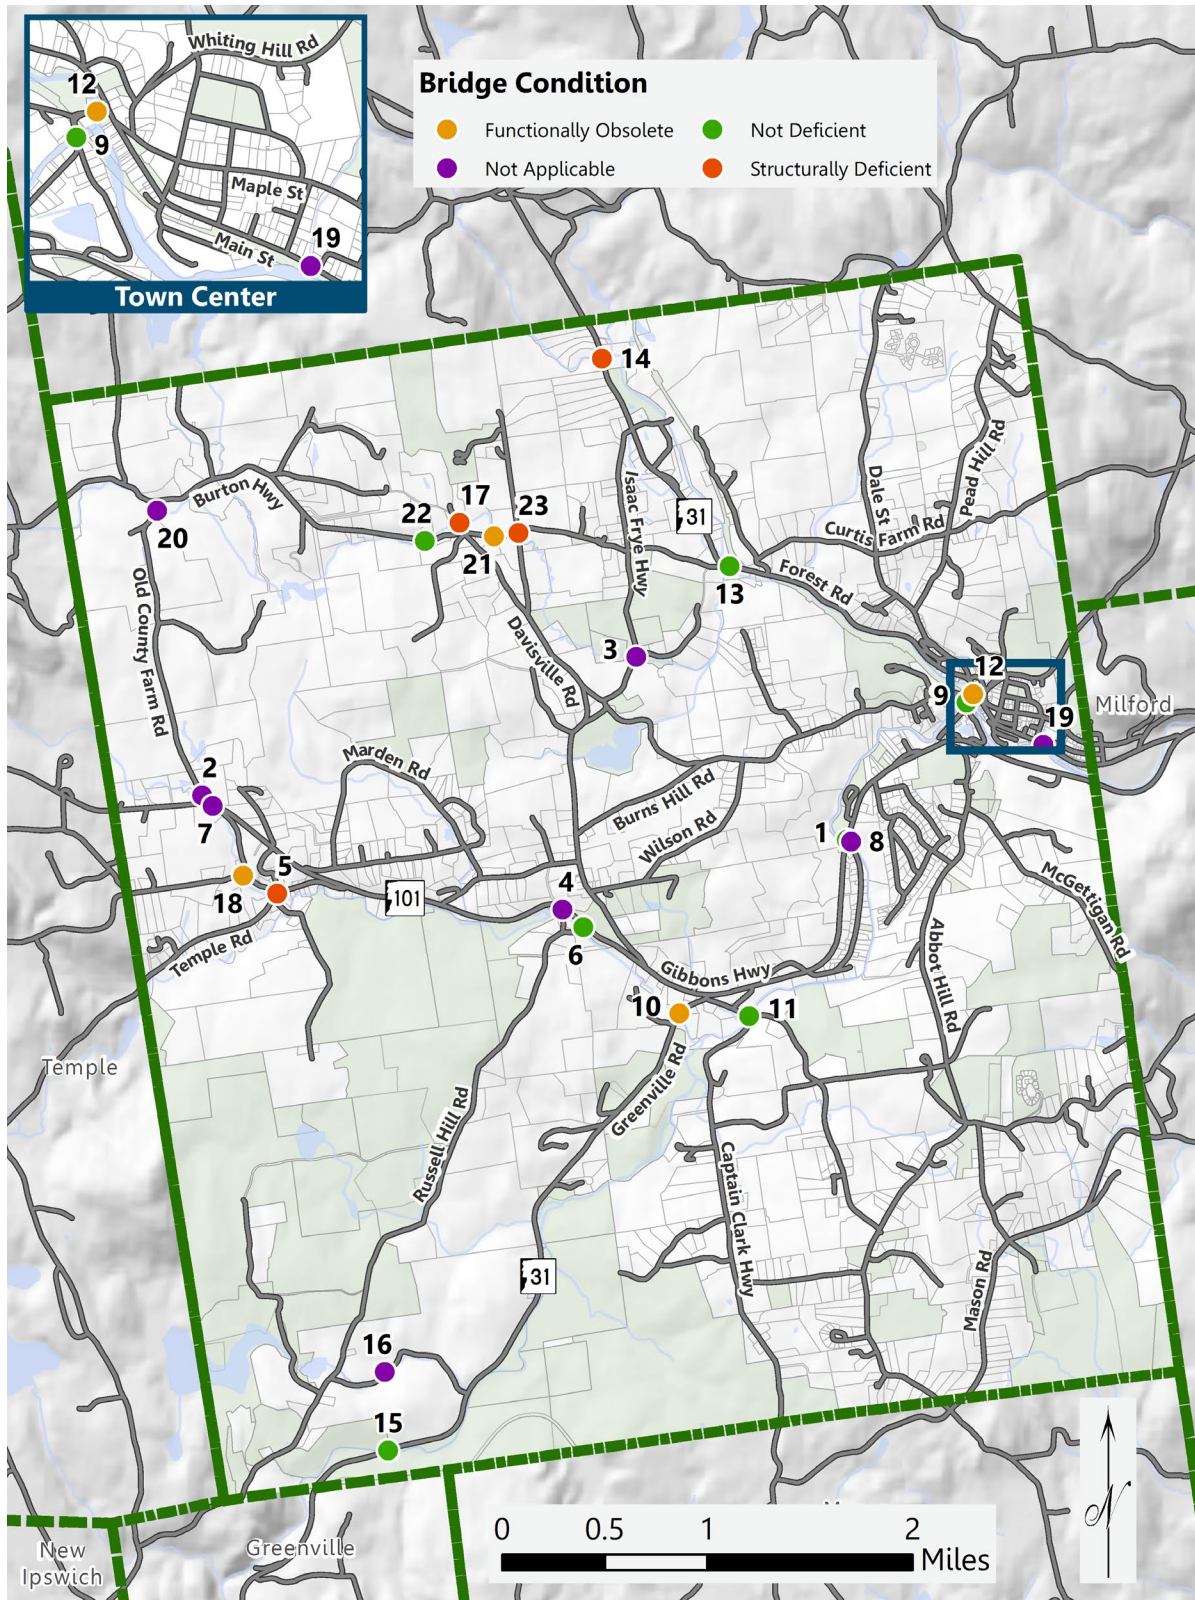 Whiting Hill Rd
12
9
Maple St
19
Main St
Town Center
Bridge Condition
Functionally Obsolete
Not Deficient
Not Applicable
Structurally Deficient
14
Burton Hwy
22
17
23
21
20
Isaac Frye Hwy
31
Dale St
Pead Hill Rd
Curtis Farm Rd
Forest Rd
13
Old County Farm Rd
Davisville Rd
3
12
9
19
Milford
Marden Rd
2
7
Burns Hill Rd
Wilson Rd
1
8
5
18
101
4
6
McGettigan Rd
Temple Rd
Gibbons Hwy
Abbot Hill Rd
10
11
Temple
Greenville Rd
Russell Hill Rd
Captain Clark Hwy
31
Mason Rd
16
15
N
0
0.5
1
2
Miles
Greenville
New
Ipswich